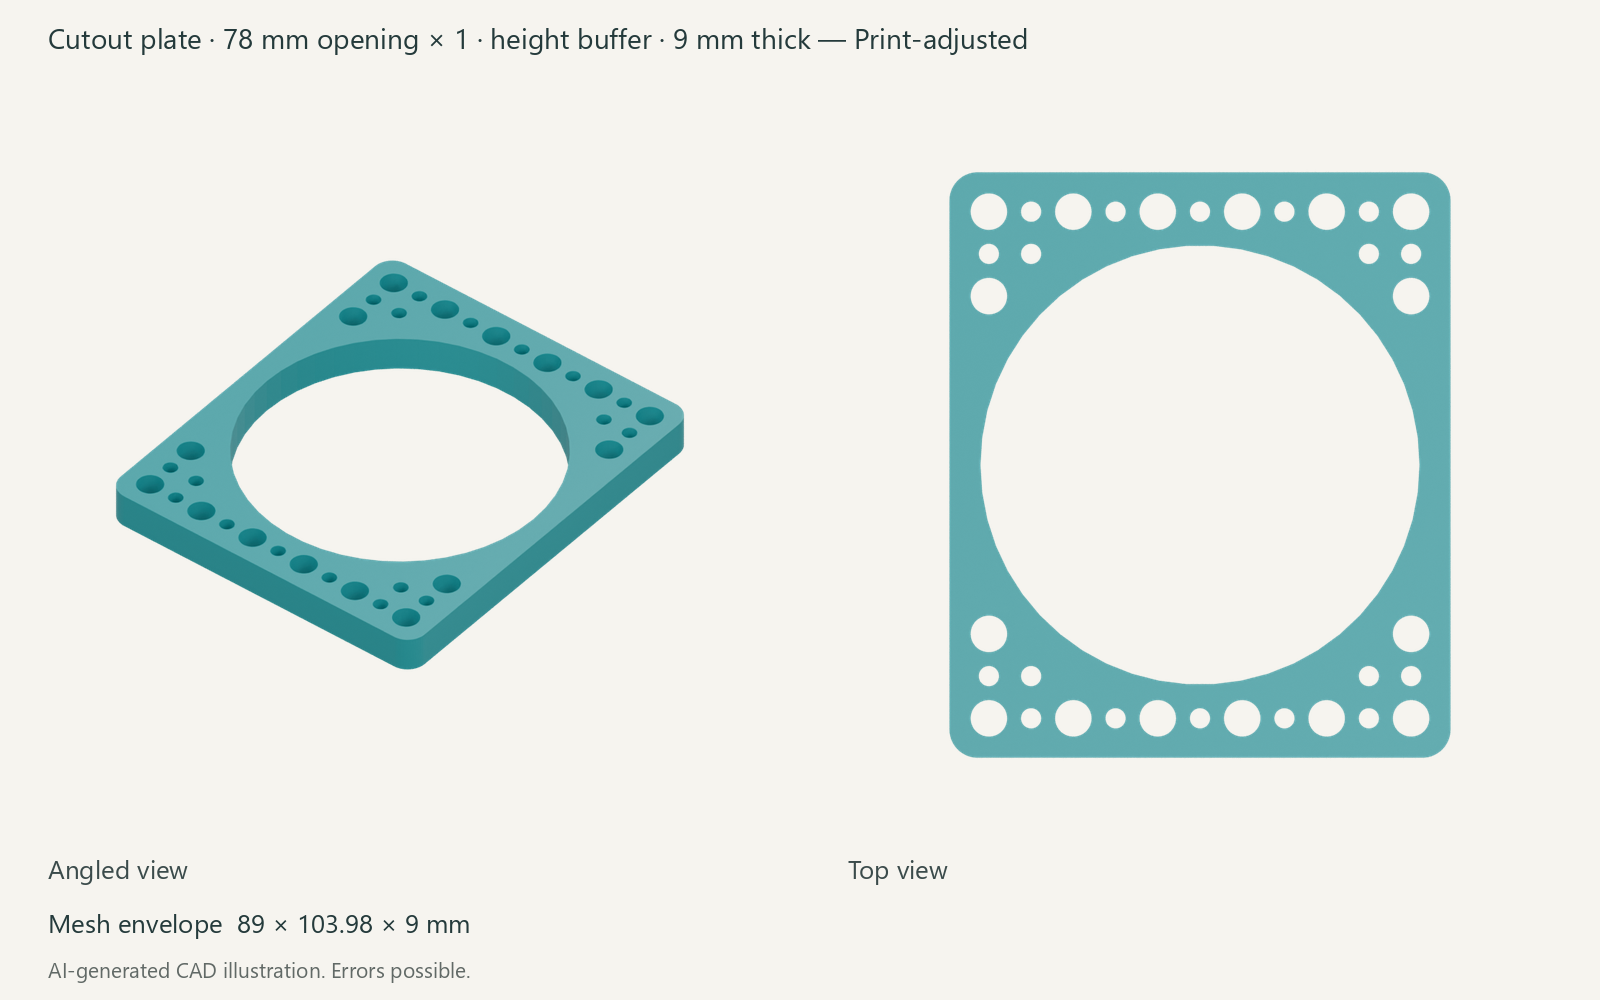 Cutout plate · 78 mm opening × 1 · height buffer · 9 mm thick — Print-adjusted
Angled view
Top view
Mesh envelope 89 × 103.98 × 9 mm
AI-generated CAD illustration. Errors possible.